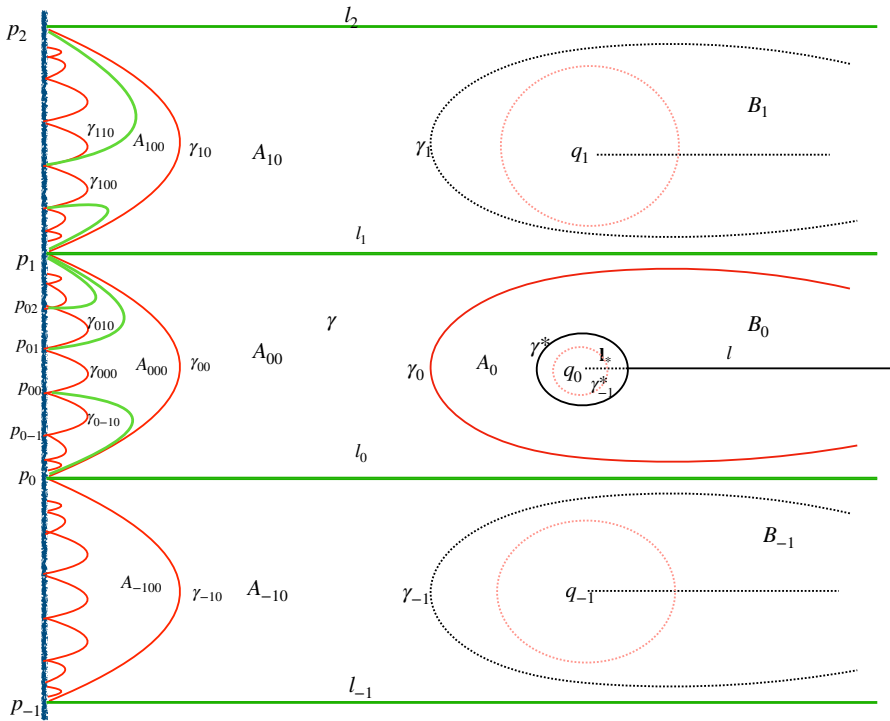 p₂ l₂
B₁
γ₁₁₀ A₁₀₀ γ₁₀ A₁₀ γ₁ q₁
γ₁₀₀
p₁ l₁
p₀₂ γ₀₁₀ γ B₀
p₀₁ A₀₀₀ γ₀₀ A₀₀ γ₀ A₀ γ* l* l
γ₀₀₀ q₀
p₀₀ γ*₋₁
γ₀₋₁₀
p₀₋₁ l₀
p₀
B₋₁
A₋₁₀₀ γ₋₁₀ A₋₁₀ γ₋₁ q₋₁
l₋₁
p₋₁